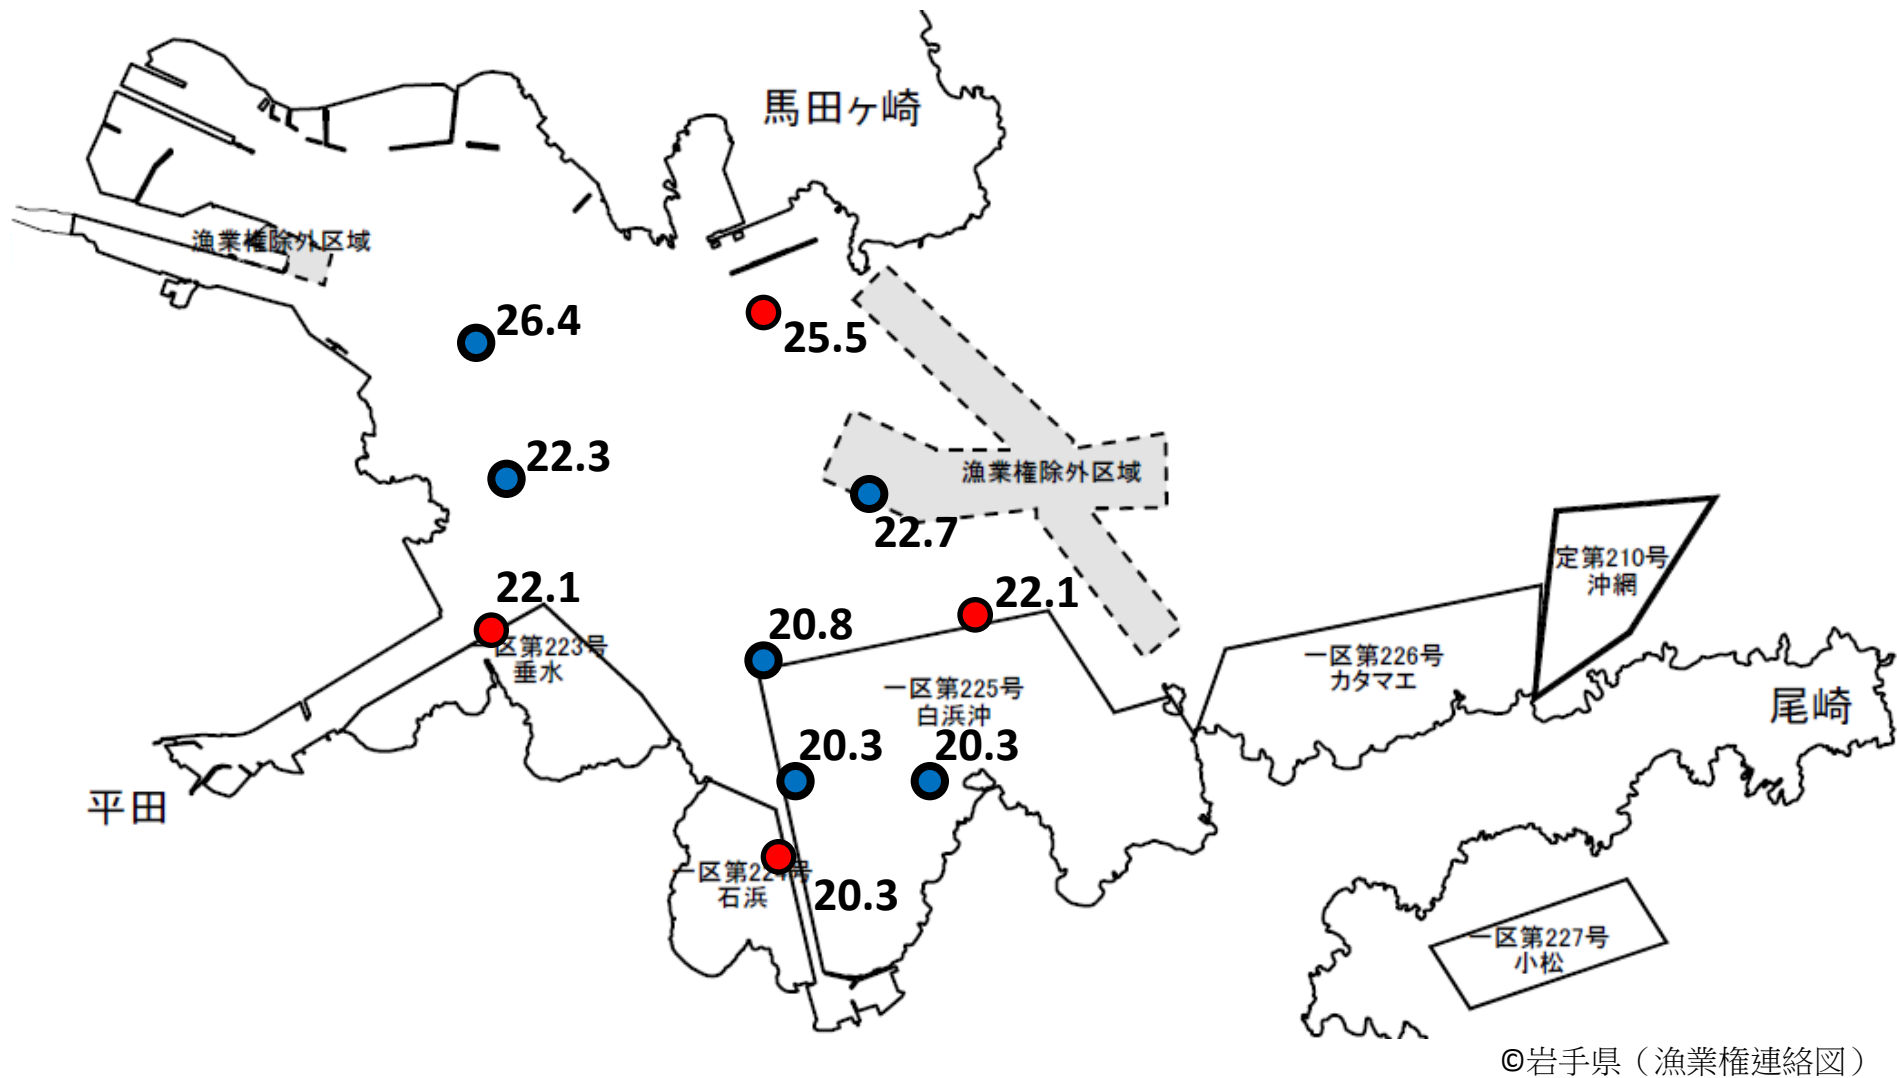 馬田ヶ崎
漁業権除外区域
26.4
25.5
22.3
漁業権除外区域
22.7
定第210号
沖網
22.1
22.1
20.8
一区第223号
垂水
一区第226号
カタマエ
一区第225号
白浜沖
尾崎
20.3
20.3
平田
一区第224号
石浜
20.3
一区第227号
小松
©岩手県（漁業権連絡図）